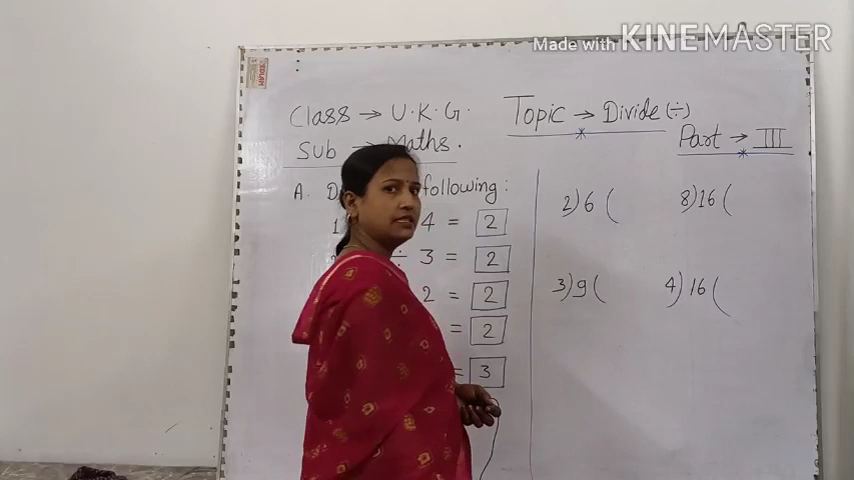 Made with KINEMASTER
Class → U.K.G.
Topic → Divide (÷)
Sub → Maths.
Part → III
A. D following:
1 4 = 2
÷ 3 = 2
2 = 2
= 2
= 3
2)6(
8)16(
3)9(
4)16(